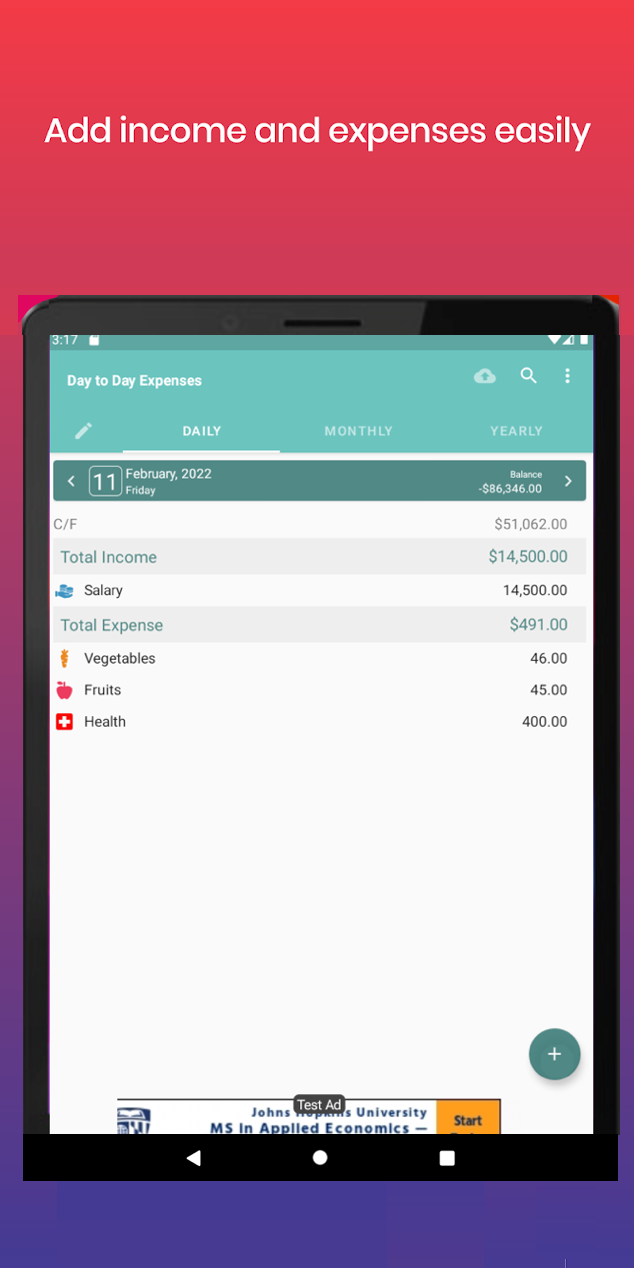 Add income and expenses easily
3:17
Day to Day Expenses
DAILY MONTHLY YEARLY
11 February, 2022 Balance
Friday -$86,346.00
C/F $51,062.00
Total Income $14,500.00
Salary 14,500.00
Total Expense $491.00
Vegetables 46.00
Fruits 45.00
Health 400.00
+
Test Ad
Johns Hopkins University Start
MS in Applied Economics —